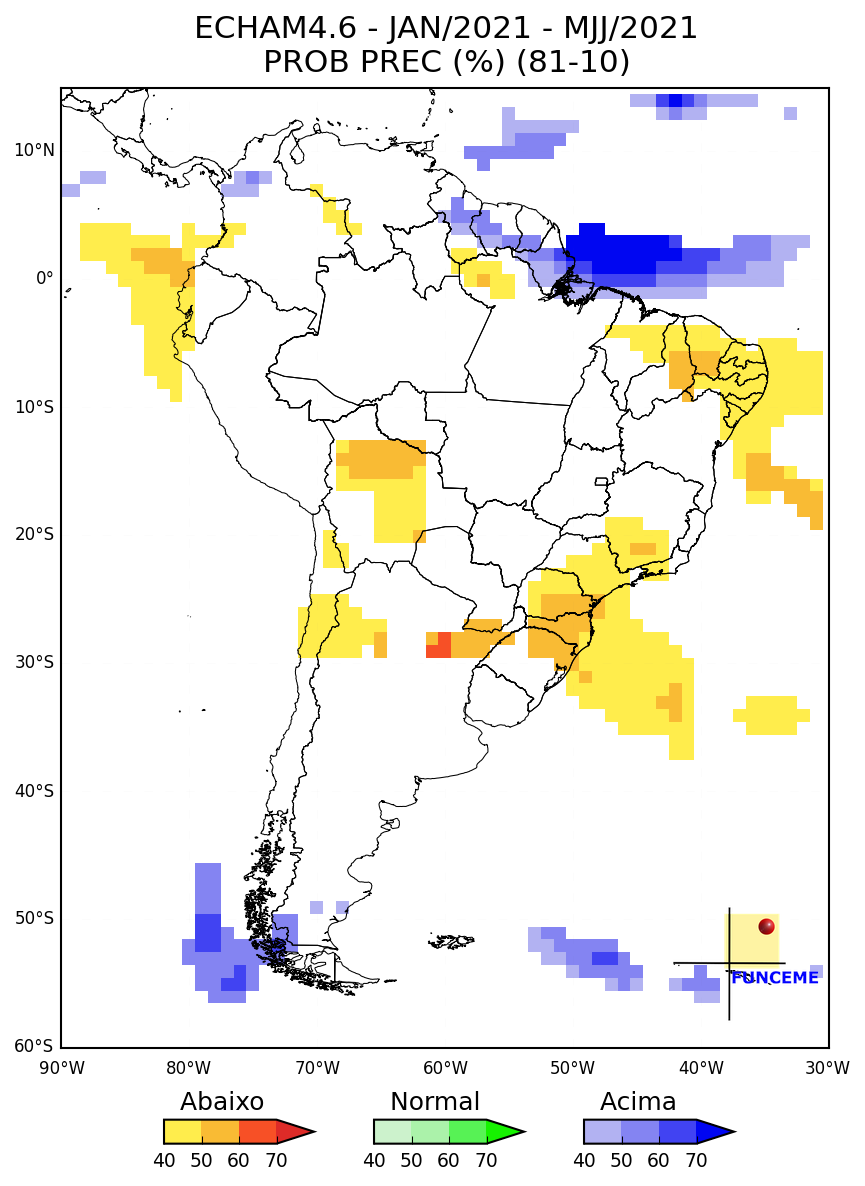 ECHAM4.6 - JAN/2021 - MJJ/2021
PROB PREC (%) (81-10)
10°N
0°
10°S
20°S
30°S
40°S
50°S
60°S
FUNCEME
90°W 80°W 70°W 60°W 50°W 40°W 30°W
Abaixo Normal Acima
40 50 60 70 40 50 60 70 40 50 60 70